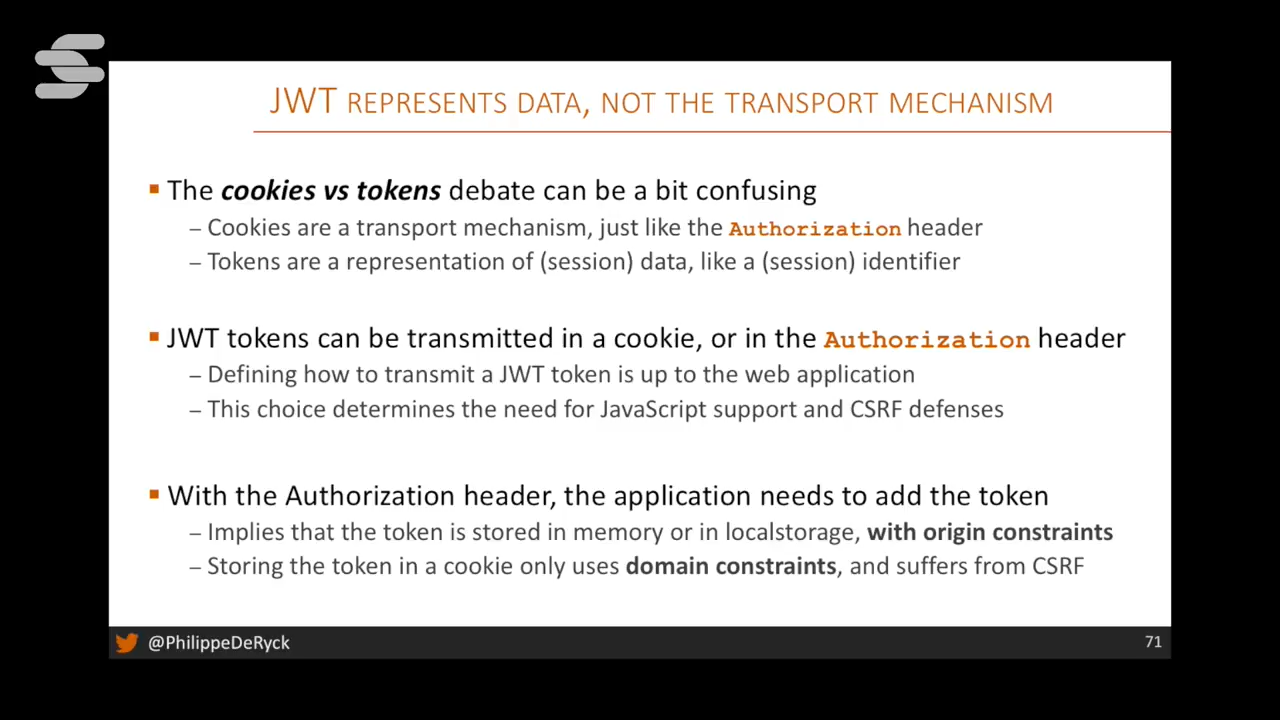 JWT REPRESENTS DATA, NOT THE TRANSPORT MECHANISM
▪ The cookies vs tokens debate can be a bit confusing
– Cookies are a transport mechanism, just like the Authorization header
– Tokens are a representation of (session) data, like a (session) identifier
▪ JWT tokens can be transmitted in a cookie, or in the Authorization header
– Defining how to transmit a JWT token is up to the web application
– This choice determines the need for JavaScript support and CSRF defenses
▪ With the Authorization header, the application needs to add the token
– Implies that the token is stored in memory or in localstorage, with origin constraints
– Storing the token in a cookie only uses domain constraints, and suffers from CSRF
@PhilippeDeRyck
71